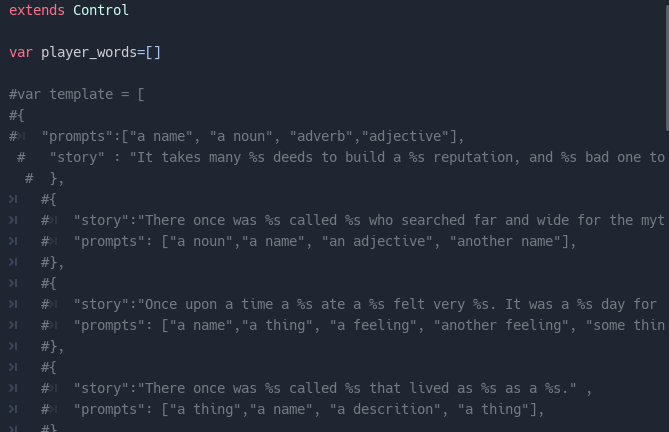 extends Control
var player_words=[]
#var template = [
#{
# "prompts":["a name", "a noun", "adverb","adjective"],
# "story" : "It takes many %s deeds to build a %s reputation, and %s bad one to
# },
#{
# "story":"There once was %s called %s who searched far and wide for the myt
# "prompts": ["a noun","a name", "an adjective", "another name"],
#},
#{
# "story":"Once upon a time a %s ate a %s felt very %s. It was a %s day for
# "prompts": ["a name","a thing", "a feeling", "another feeling", "some thin
#},
#{
# "story":"There once was %s called %s that lived as %s as a %s." ,
# "prompts": ["a thing","a name", "a descrition", "a thing"],
#}